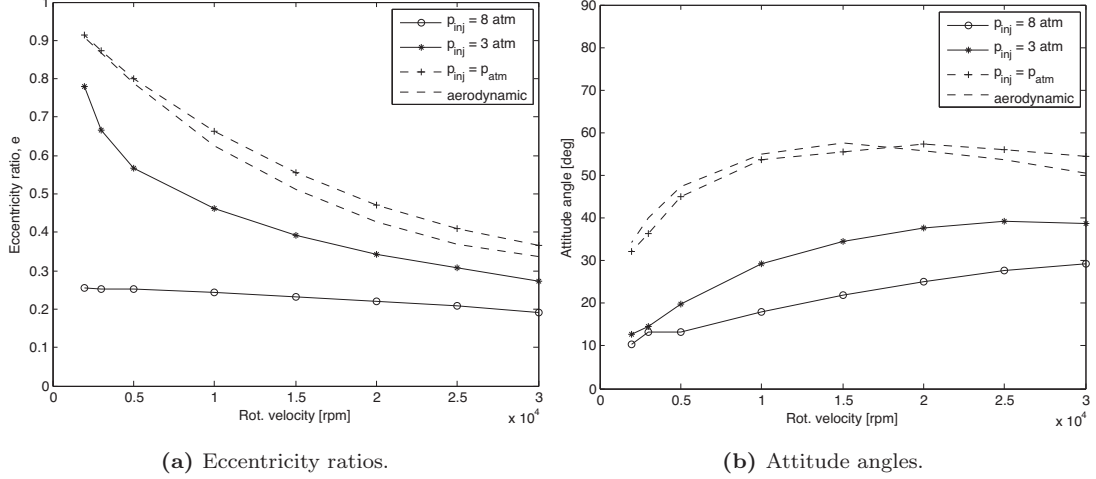 1
0.9
0.8
0.7
0.6
0.5
0.4
0.3
0.2
0.1
0
Eccentricity ratio, e
p_inj = 8 atm
p_inj = 3 atm
p_inj = p_atm
aerodynamic
0 0.5 1 1.5 2 2.5 3
Rot. velocity [rpm]
x 10^4
(a) Eccentricity ratios.
90
80
70
60
50
40
30
20
10
0
Attitude angle [deg]
p_inj = 8 atm
p_inj = 3 atm
p_inj = p_atm
aerodynamic
0 0.5 1 1.5 2 2.5 3
Rot. velocity [rpm]
x 10^4
(b) Attitude angles.